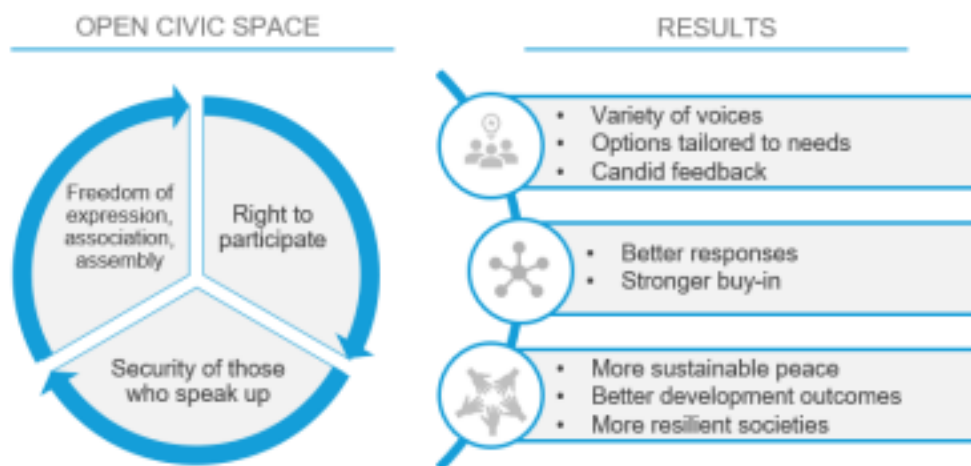 OPEN CIVIC SPACE
Freedom of
expression,
association,
assembly
Right to
participate
Security of those
who speak up
RESULTS
• Variety of voices
• Options tailored to needs
• Candid feedback
• Better responses
• Stronger buy-in
• More sustainable peace
• Better development outcomes
• More resilient societies